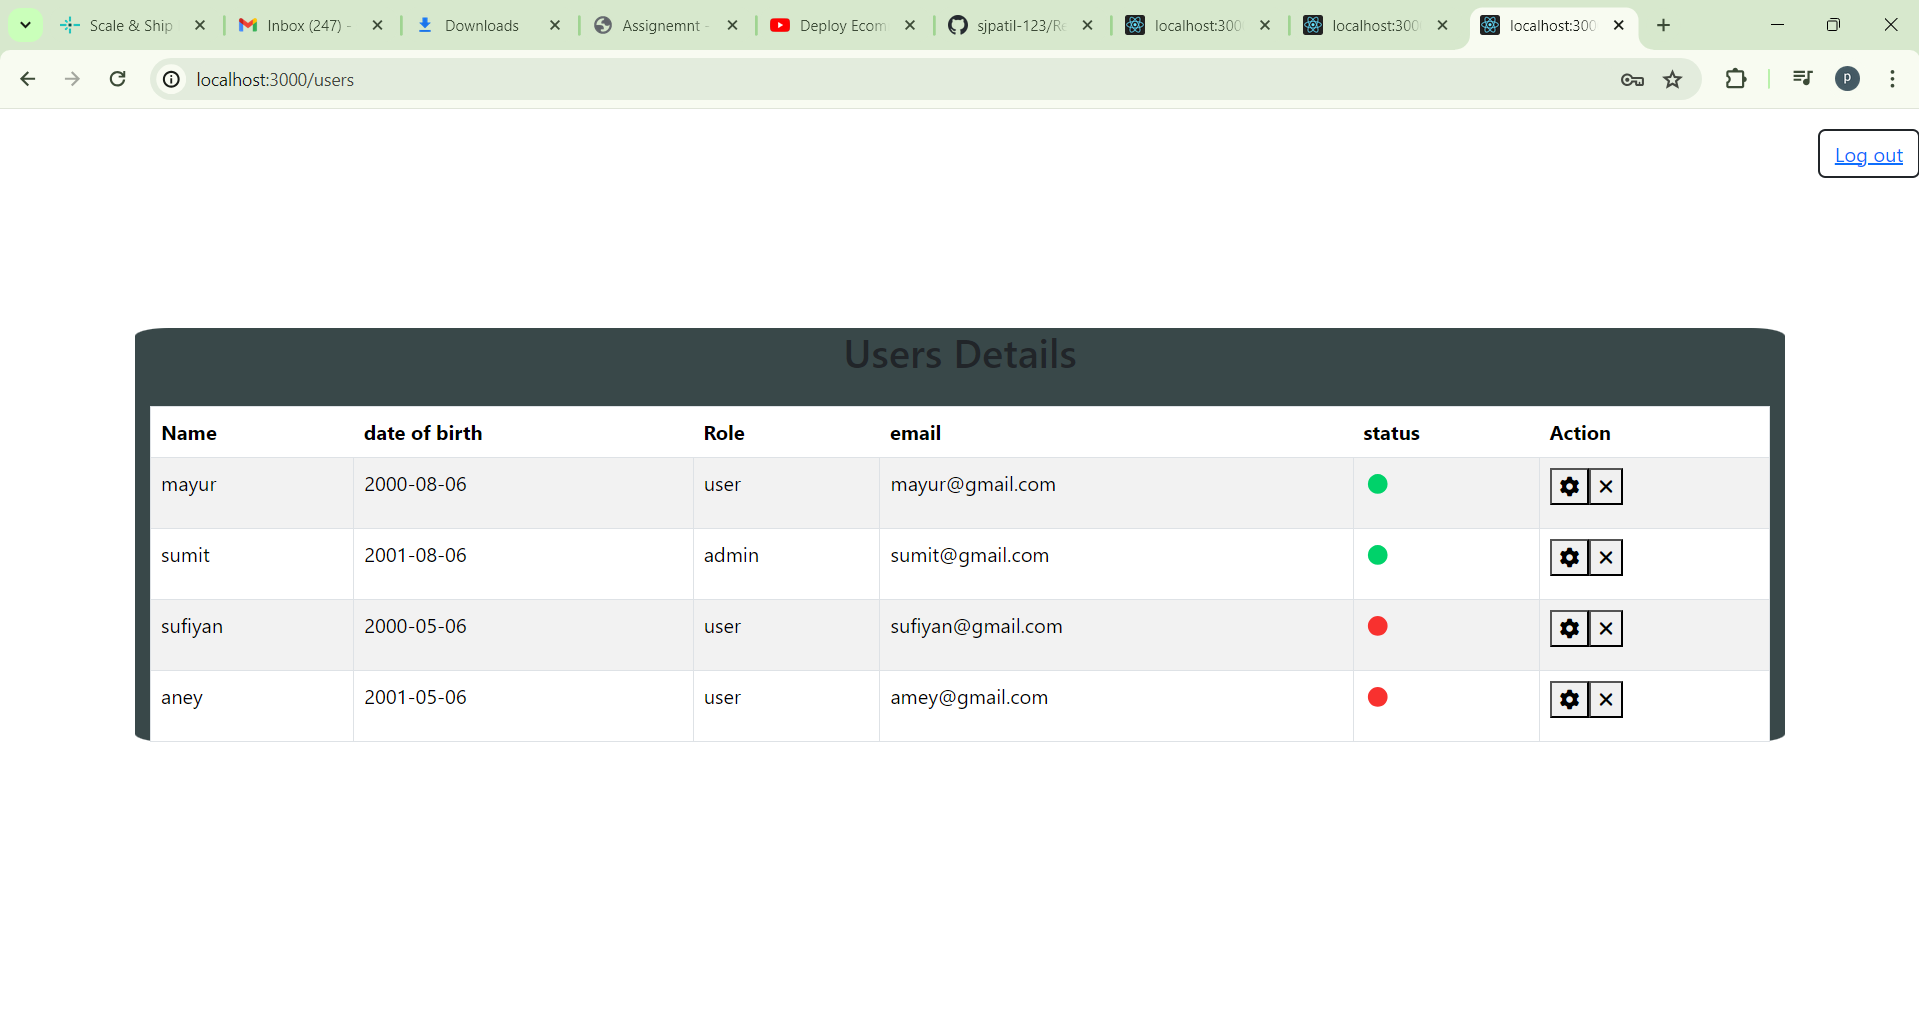 Scale & Ship Inbox (247) - Downloads Assignemnt - Deploy Ecom sjpatil-123/Re localhost:300 localhost:300 localhost:300
localhost:3000/users
P
Log out
Users Details
Name date of birth Role email status Action
mayur 2000-08-06 user mayur@gmail.com
sumit 2001-08-06 admin sumit@gmail.com
sufiyan 2000-05-06 user sufiyan@gmail.com
aney 2001-05-06 user amey@gmail.com